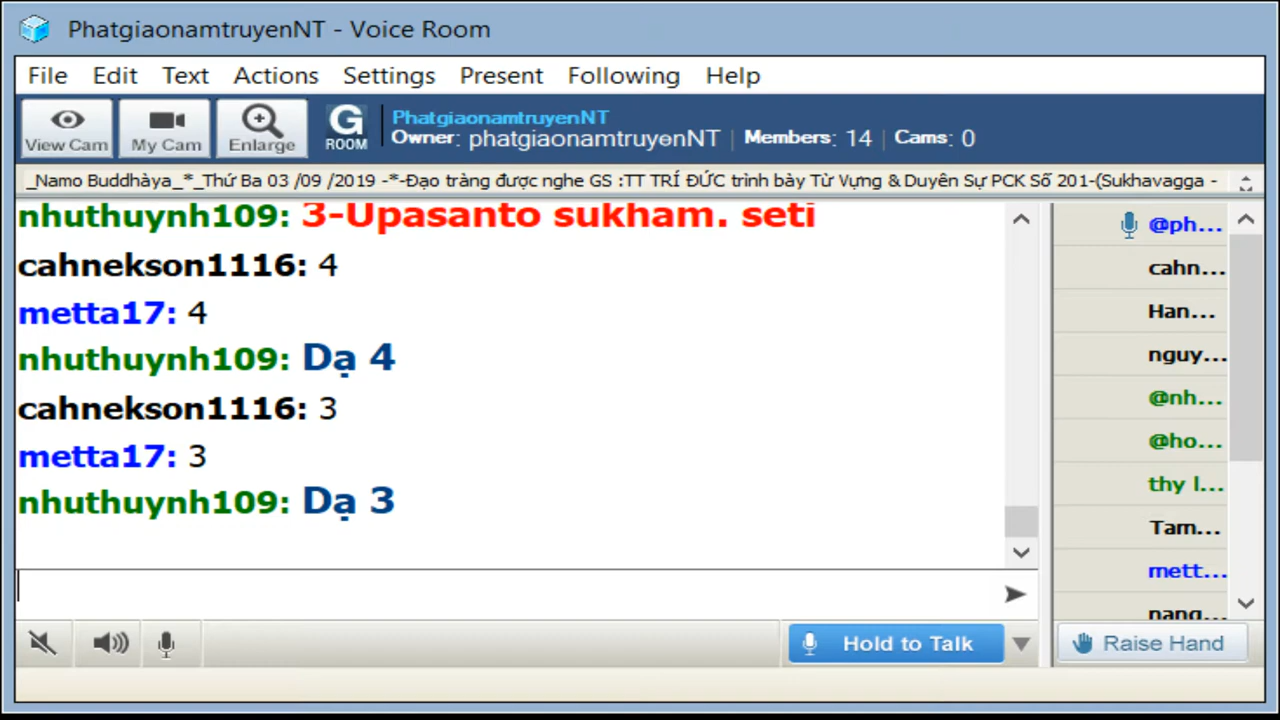 PhatgiaonamtruyenNT - Voice Room
File Edit Text Actions Settings Present Following Help
View Cam My Cam Enlarge G ROOM
PhatgiaonamtruyenNT
Owner: phatgiaonamtruyenNT | Members: 14 | Cams: 0
_Namo Buddhàya_*_Thứ Ba 03 /09 /2019 -*-Đạo tràng được nghe GS :TT TRÍ ĐỨC trình bày Từ Vựng & Duyên Sự PCK Số 201-(Sukhavagga -
nhuthuynh109: 3-Upasanto sukham. seti
cahnekson1116: 4
metta17: 4
nhuthuynh109: Dạ 4
cahnekson1116: 3
metta17: 3
nhuthuynh109: Dạ 3
@ph...
cahn...
Han...
nguy...
@nh...
@ho...
thy l...
Tam...
mett...
nang...
Hold to Talk
Raise Hand